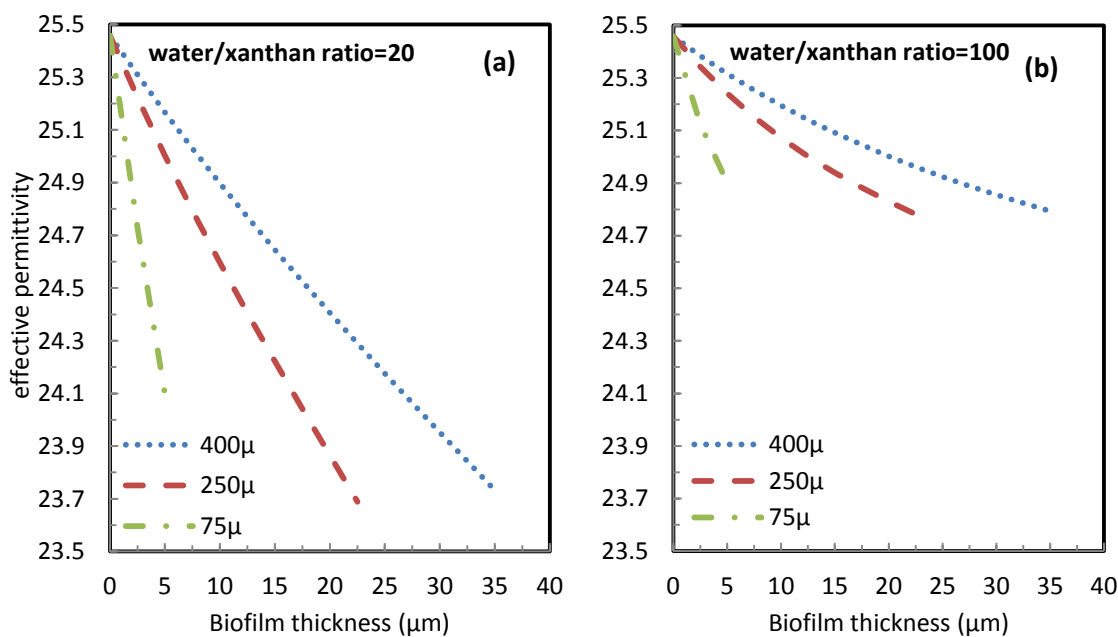 water/xanthan ratio=20
(a)
effective permittivity
25.5
25.3
25.1
24.9
24.7
24.5
24.3
24.1
23.9
23.7
23.5
400μ
250μ
75μ
0 5 10 15 20 25 30 35 40
Biofilm thickness (μm)
water/xanthan ratio=100
(b)
25.5
25.3
25.1
24.9
24.7
24.5
24.3
24.1
23.9
23.7
23.5
400μ
250μ
75μ
0 5 10 15 20 25 30 35 40
Biofilm thickness (μm)